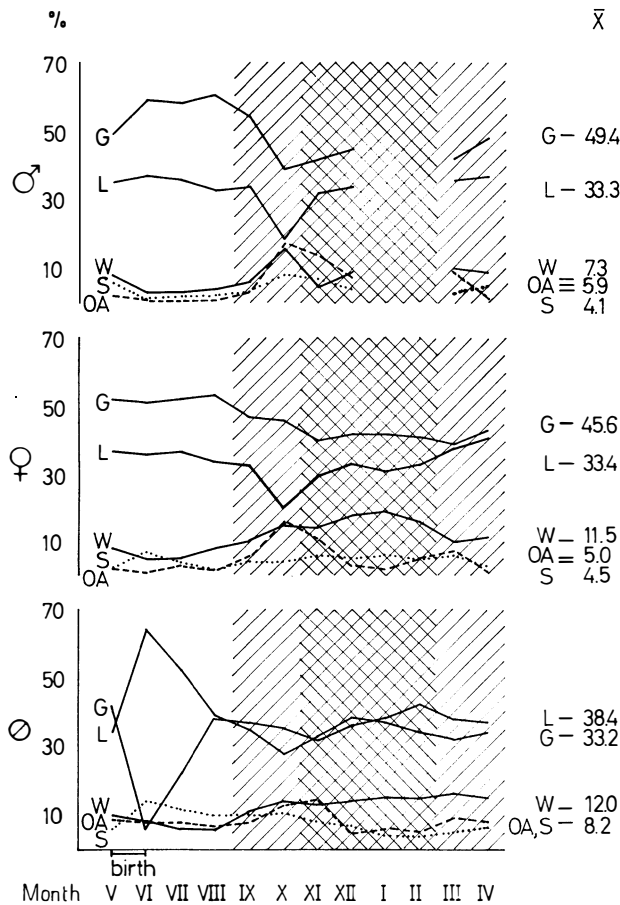 % X̄
70
50
G
♂
L
30
10
W
S
OA
G – 49.4
L – 33.3
W 7.3
OA 5.9
S 4.1
70
50
G
♀
L
30
10
W
S
OA
G – 45.6
L – 33.4
W – 11.5
OA = 5.0
S 4.5
70
50
G
∅
L
30
10
W
OA
S
L – 38.4
G – 33.2
W – 12.0
OA,S – 8.2
birth
Month V VI VII VIII IX X XI XII I II III IV